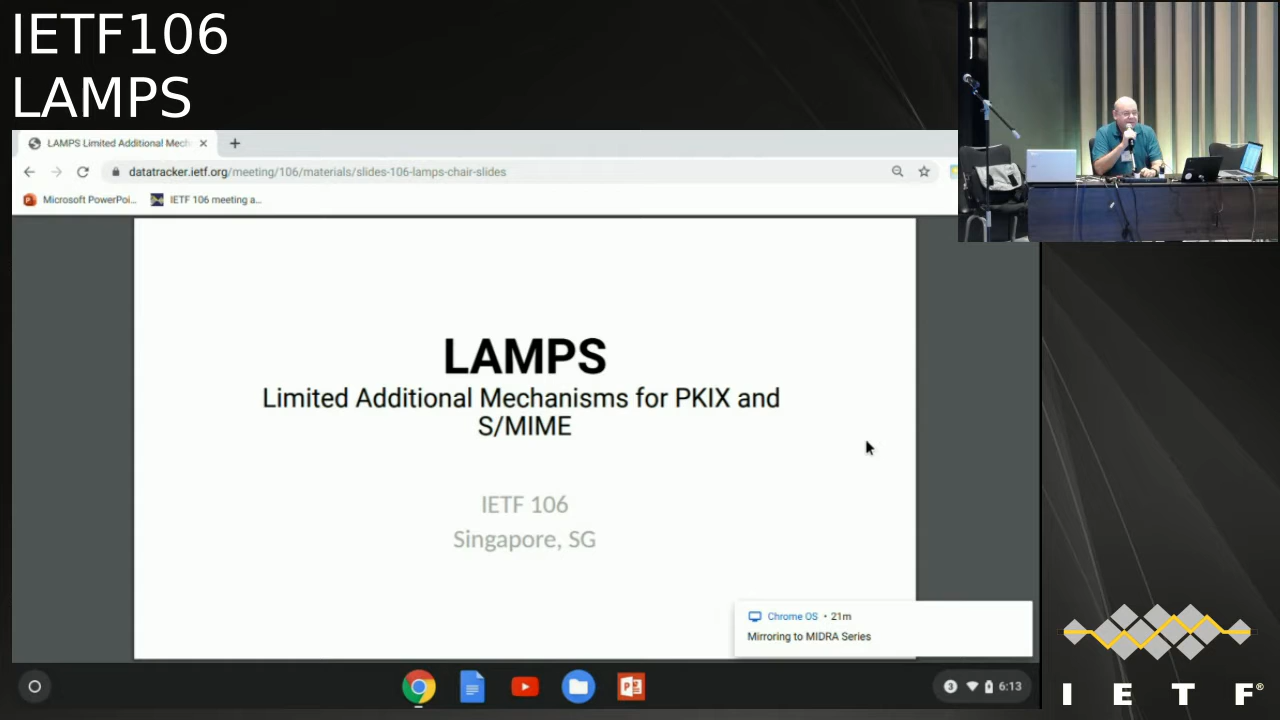 IETF106
LAMPS
LAMPS Limited Additional Mech
datatracker.ietf.org/meeting/106/materials/slides-106-lamps-chair-slides
Microsoft PowerPoi... IETF 106 meeting a...
LAMPS
Limited Additional Mechanisms for PKIX and
S/MIME
IETF 106
Singapore, SG
Chrome OS • 21m
Mirroring to MIDRA Series
3 6:13
I E T F®